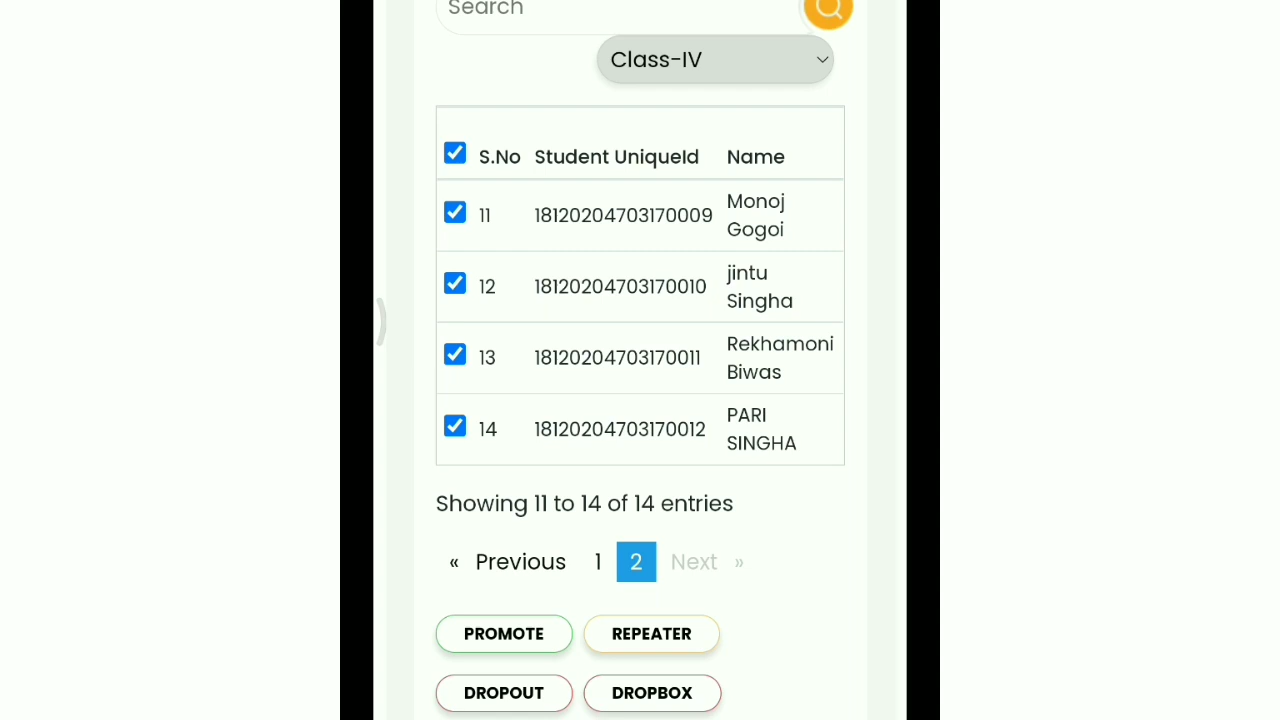 Search
Class-IV
S.No Student UniqueId Name
11 18120204703170009 Monoj Gogoi
12 18120204703170010 jintu Singha
13 18120204703170011 Rekhamoni Biwas
14 18120204703170012 PARI SINGHA
Showing 11 to 14 of 14 entries
« Previous 1 2 Next »
PROMOTE REPEATER
DROPOUT DROPBOX